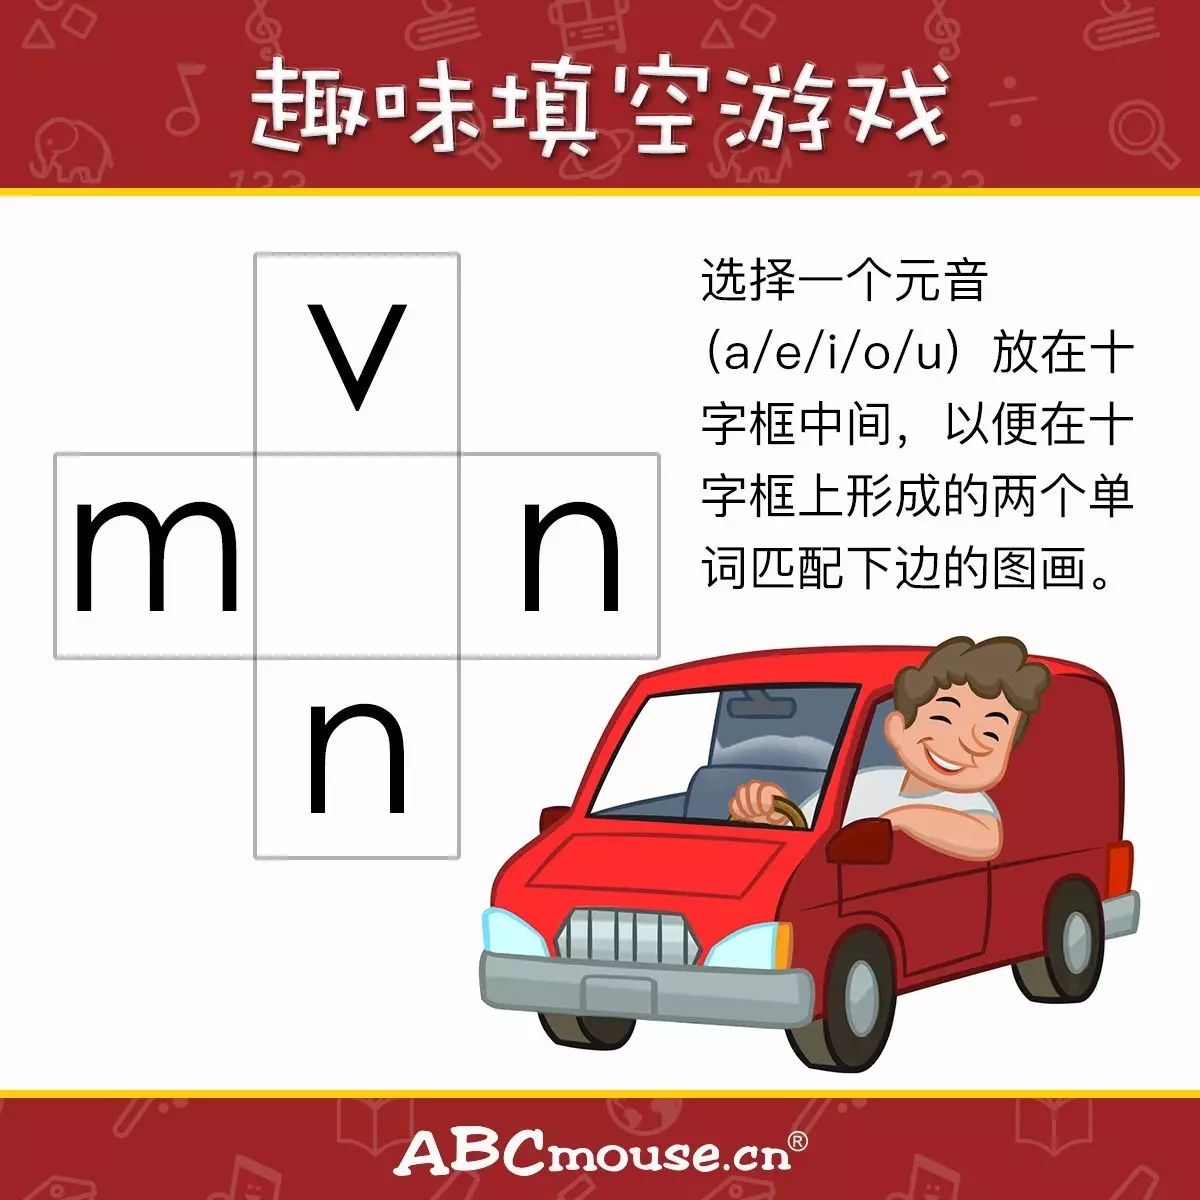 趣味填空游戏
v
m n
n
选择一个元音
（a/e/i/o/u）放在十
字框中间，以便在十
字框上形成的两个单
词匹配下边的图画。
123
123
ABCmouse.cn®